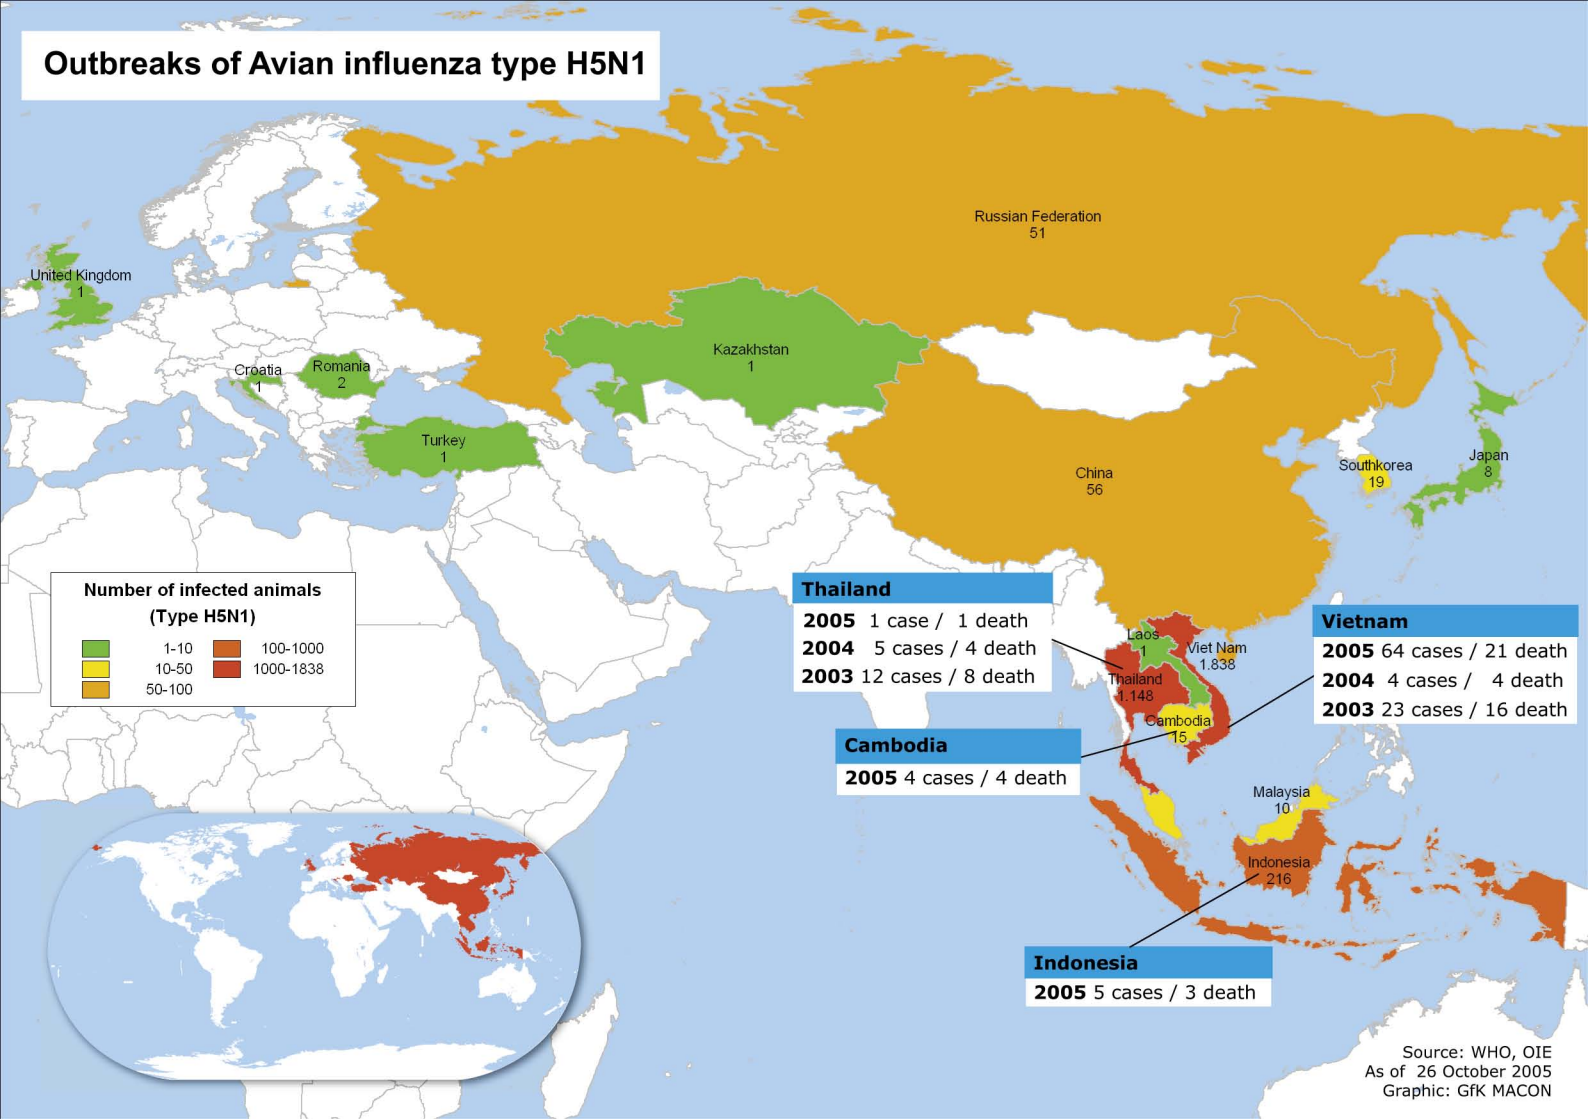 Outbreaks of Avian influenza type H5N1
Russian Federation
51
United Kingdom
1
Kazakhstan
1
Croatia
1
Romania
2
Turkey
1
China
56
Southkorea
19
Japan
8
Number of infected animals
(Type H5N1)
1-10
100-1000
10-50
1000-1838
50-100
Thailand
2005 1 case / 1 death
2004 5 cases / 4 death
2003 12 cases / 8 death
Laos
1
Viet Nam
1.838
Thailand
1.148
Cambodia
15
Vietnam
2005 64 cases / 21 death
2004 4 cases / 4 death
2003 23 cases / 16 death
Cambodia
2005 4 cases / 4 death
Malaysia
10
Indonesia
216
Indonesia
2005 5 cases / 3 death
Source: WHO, OIE
As of 26 October 2005
Graphic: GfK MACON